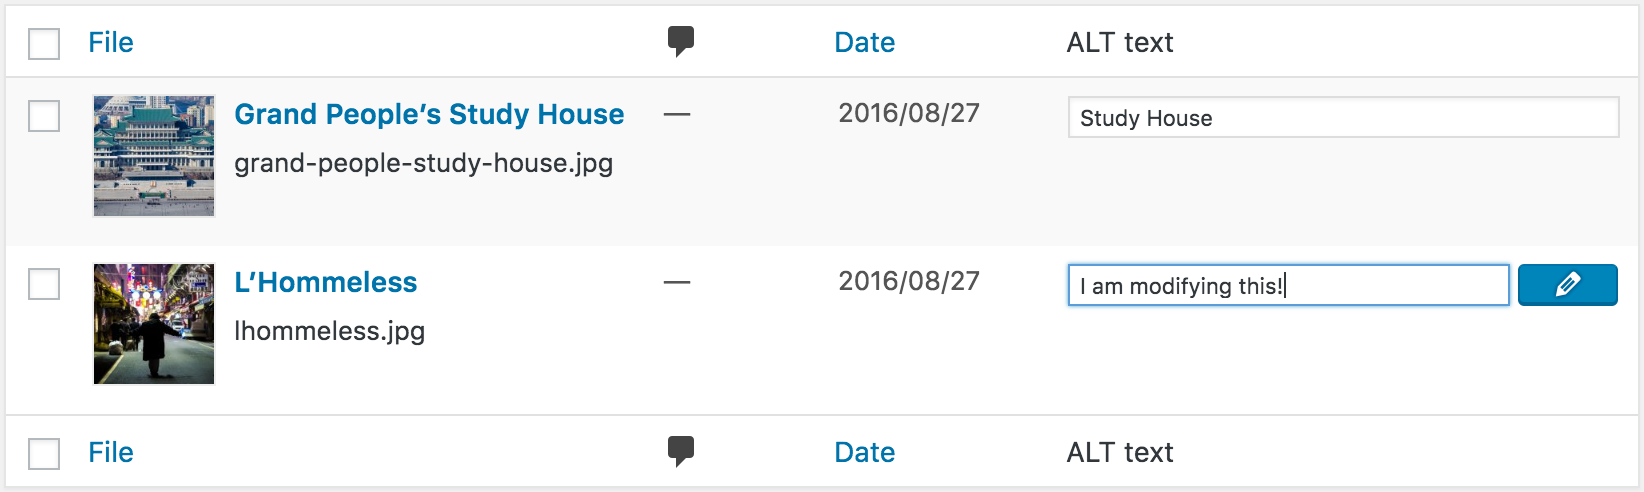 File Date ALT text
Grand People’s Study House — 2016/08/27 Study House
grand-people-study-house.jpg
L’Hommeless — 2016/08/27 I am modifying this!
lhommeless.jpg
File Date ALT text